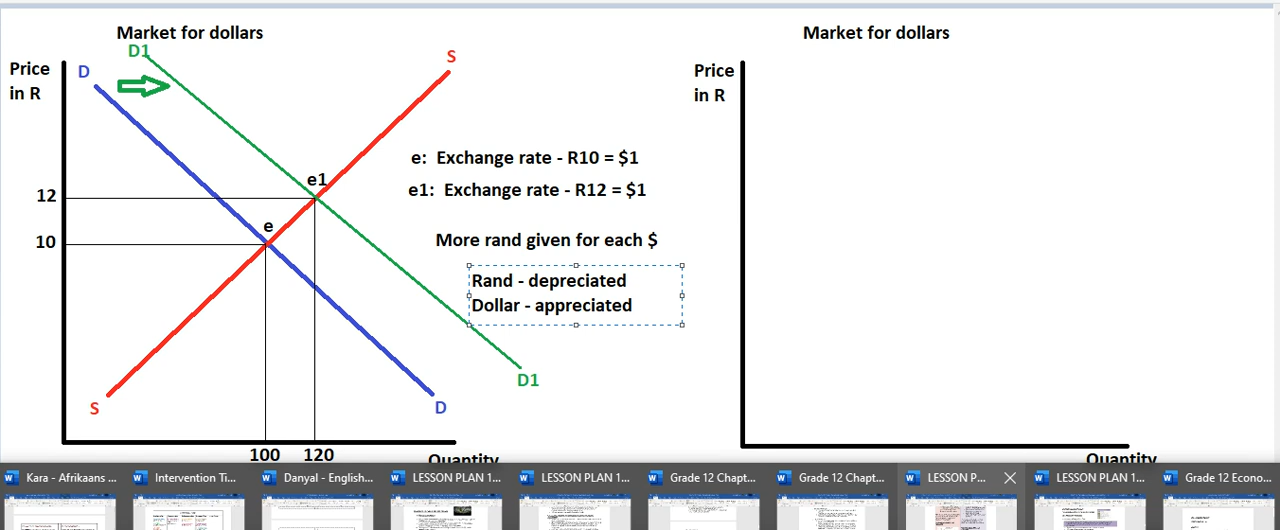 Market for dollars
D1
D
S
Price
in R
e1
12
e
10
S
D
D1
100
120
Quantity
e: Exchange rate - R10 = $1
e1: Exchange rate - R12 = $1
More rand given for each $
Rand - depreciated
Dollar - appreciated
Market for dollars
Price
in R
Quantity
Kara - Afrikaans ...
Intervention Ti...
Danyal - English...
LESSON PLAN 1...
LESSON PLAN 1...
Grade 12 Chapt...
Grade 12 Chapt...
LESSON P...
LESSON PLAN 1...
Grade 12 Econo...